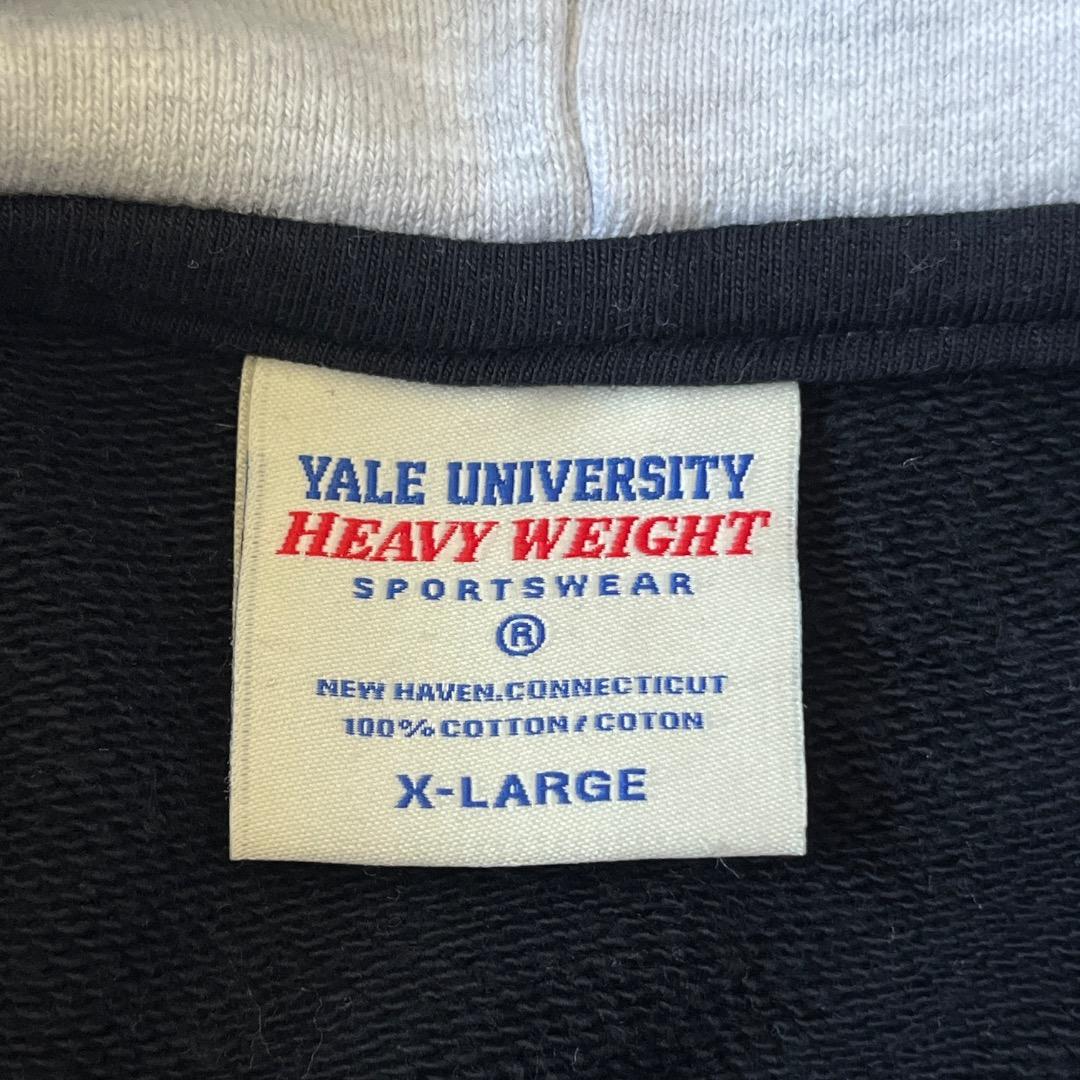 YALE UNIVERSITY
HEAVY WEIGHT
SPORTSWEAR
®
NEW HAVEN.CONNECTICUT
100% COTTON / COTON
X-LARGE